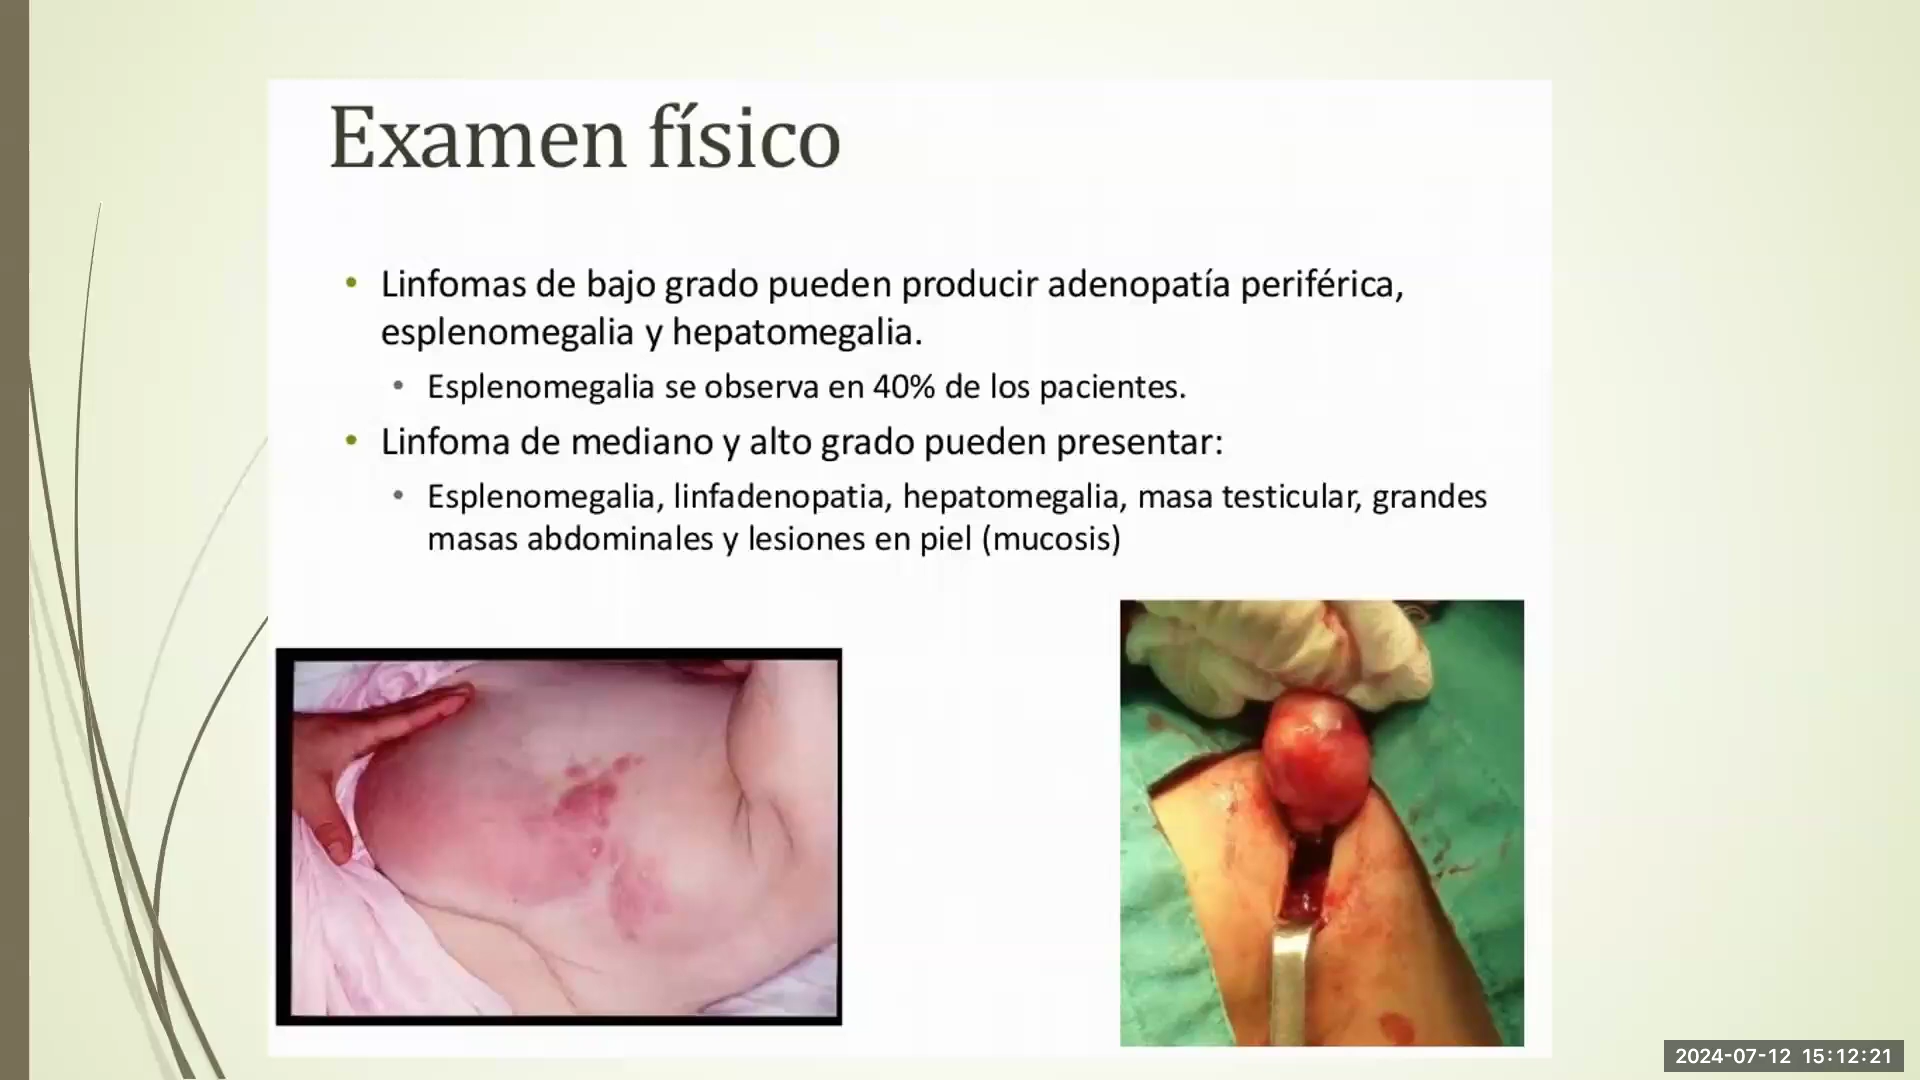 Examen físico
• Linfomas de bajo grado pueden producir adenopatía periférica,
esplenomegalia y hepatomegalia.
• Esplenomegalia se observa en 40% de los pacientes.
• Linfoma de mediano y alto grado pueden presentar:
• Esplenomegalia, linfadenopatia, hepatomegalia, masa testicular, grandes
masas abdominales y lesiones en piel (mucosis)
2024-07-12 15:12:21